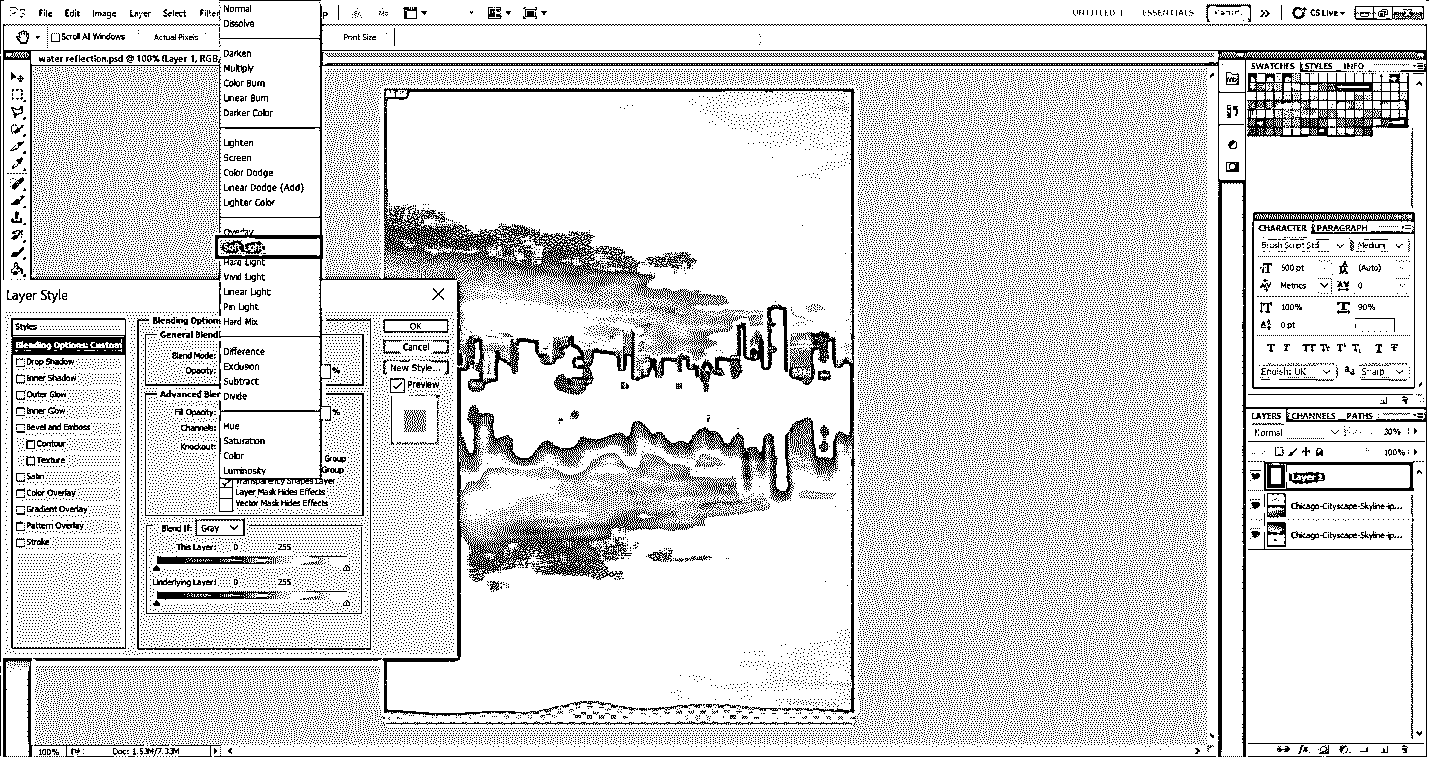 File Edit Image Layer Select Filter
UNTITLED 1 ESSENTIALS CS Live
Scroll All Windows Actual Pixels Print Size
water reflection.psd @ 100% (Layer 1, RGB
Normal
Dissolve
Darken
Multiply
Color Burn
Linear Burn
Darker Color
Lighten
Screen
Color Dodge
Linear Dodge (Add)
Lighter Color
Overlay
Soft Light
Hard Light
Vivid Light
Linear Light
Pin Light
Hard Mix
Difference
Exclusion
Subtract
Divide
Hue
Saturation
Color
Luminosity
Layer Style
Styles
Blending Options: Custom
Drop Shadow
Inner Shadow
Outer Glow
Inner Glow
Bevel and Emboss
Contour
Texture
Satin
Color Overlay
Gradient Overlay
Pattern Overlay
Stroke
Blending Option
General Blendi
Blend Mode:
Opacity: %
Advanced Blen
Fill Opacity: %
Channels:
Knockout:
Group
Group
Transparency Shapes Layer
Layer Mask Hides Effects
Vector Mask Hides Effects
Blend If: Gray
This Layer: 0 255
Underlying Layer: 0 255
OK
Cancel
New Style...
Preview
SWATCHES STYLES INFO
CHARACTER PARAGRAPH
Brush Script Std Medium
500 pt (Auto)
Metrics 0
100% 90%
0 pt
English: UK Sharp
LAYERS CHANNELS PATHS
Normal 30%
100%
Layer 1
Chicago-Cityscape-Skyline-ip...
Chicago-Cityscape-Skyline-ip...
100% Doc: 1.53M/7.33M